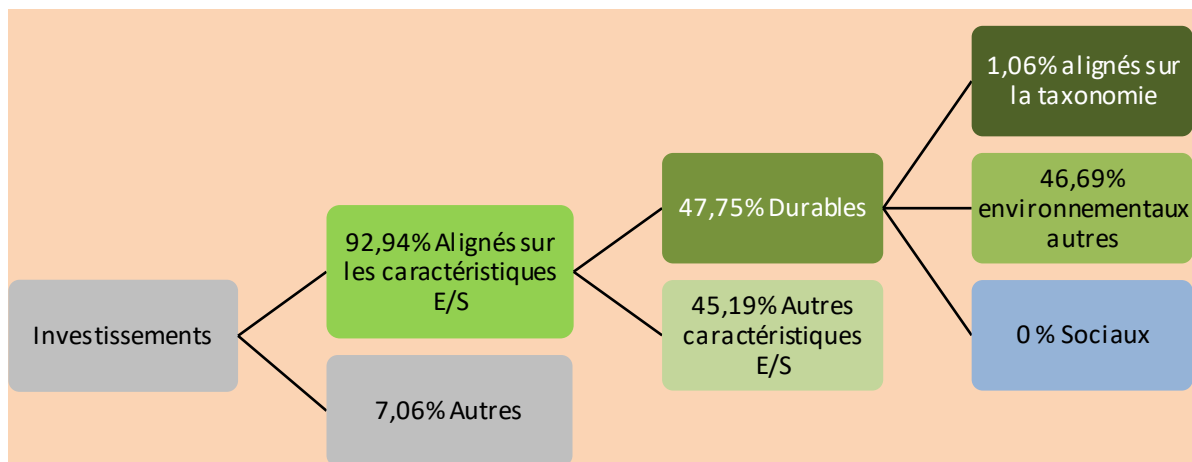 Investissements
92,94% Alignés sur
les caractéristiques
E/S
7,06% Autres
47,75% Durables
45,19% Autres
caractéristiques
E/S
1,06% alignés sur
la taxonomie
46,69%
environnementaux
autres
0 % Sociaux